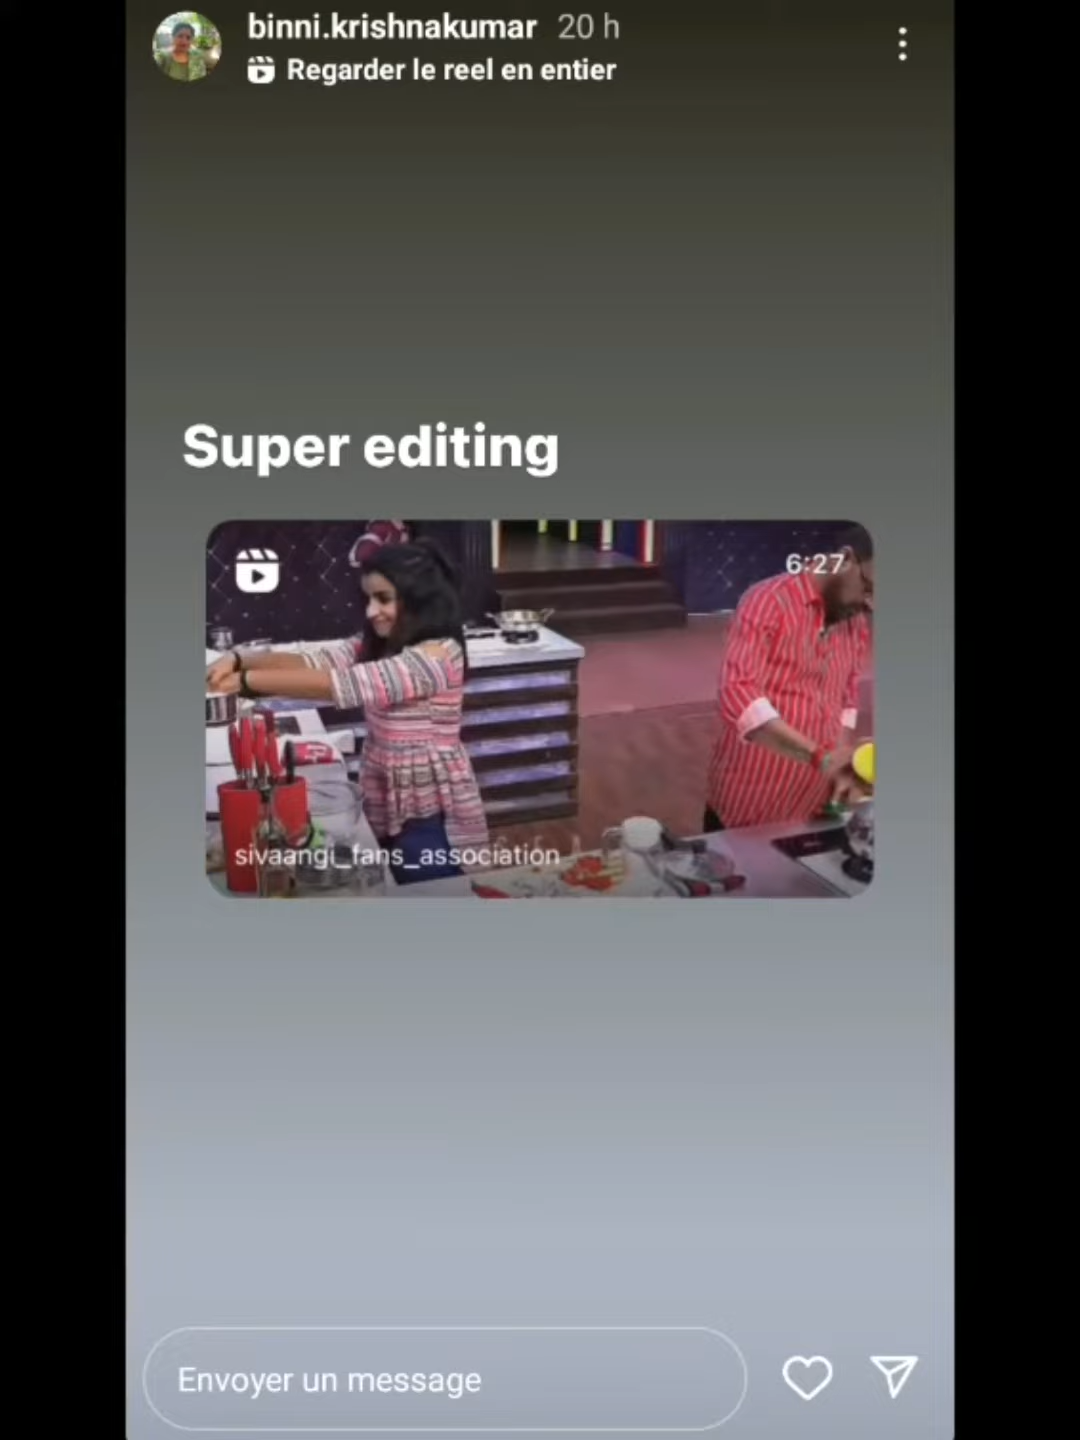 binni.krishnakumar 20 h
Regarder le reel en entier
Super editing
6:27
sivaangi_fans_association
Envoyer un message